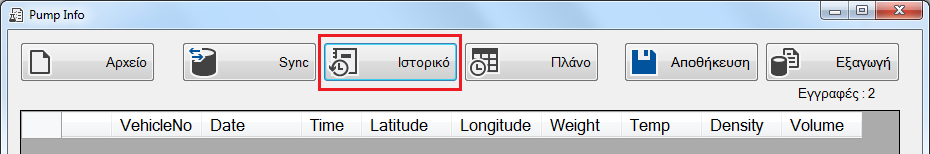 Pump Info
Αρχείο Sync Ιστορικό Πλάνο Αποθήκευση Εξαγωγή
Εγγραφές : 2
VehicleNo Date Time Latitude Longitude Weight Temp Density Volume